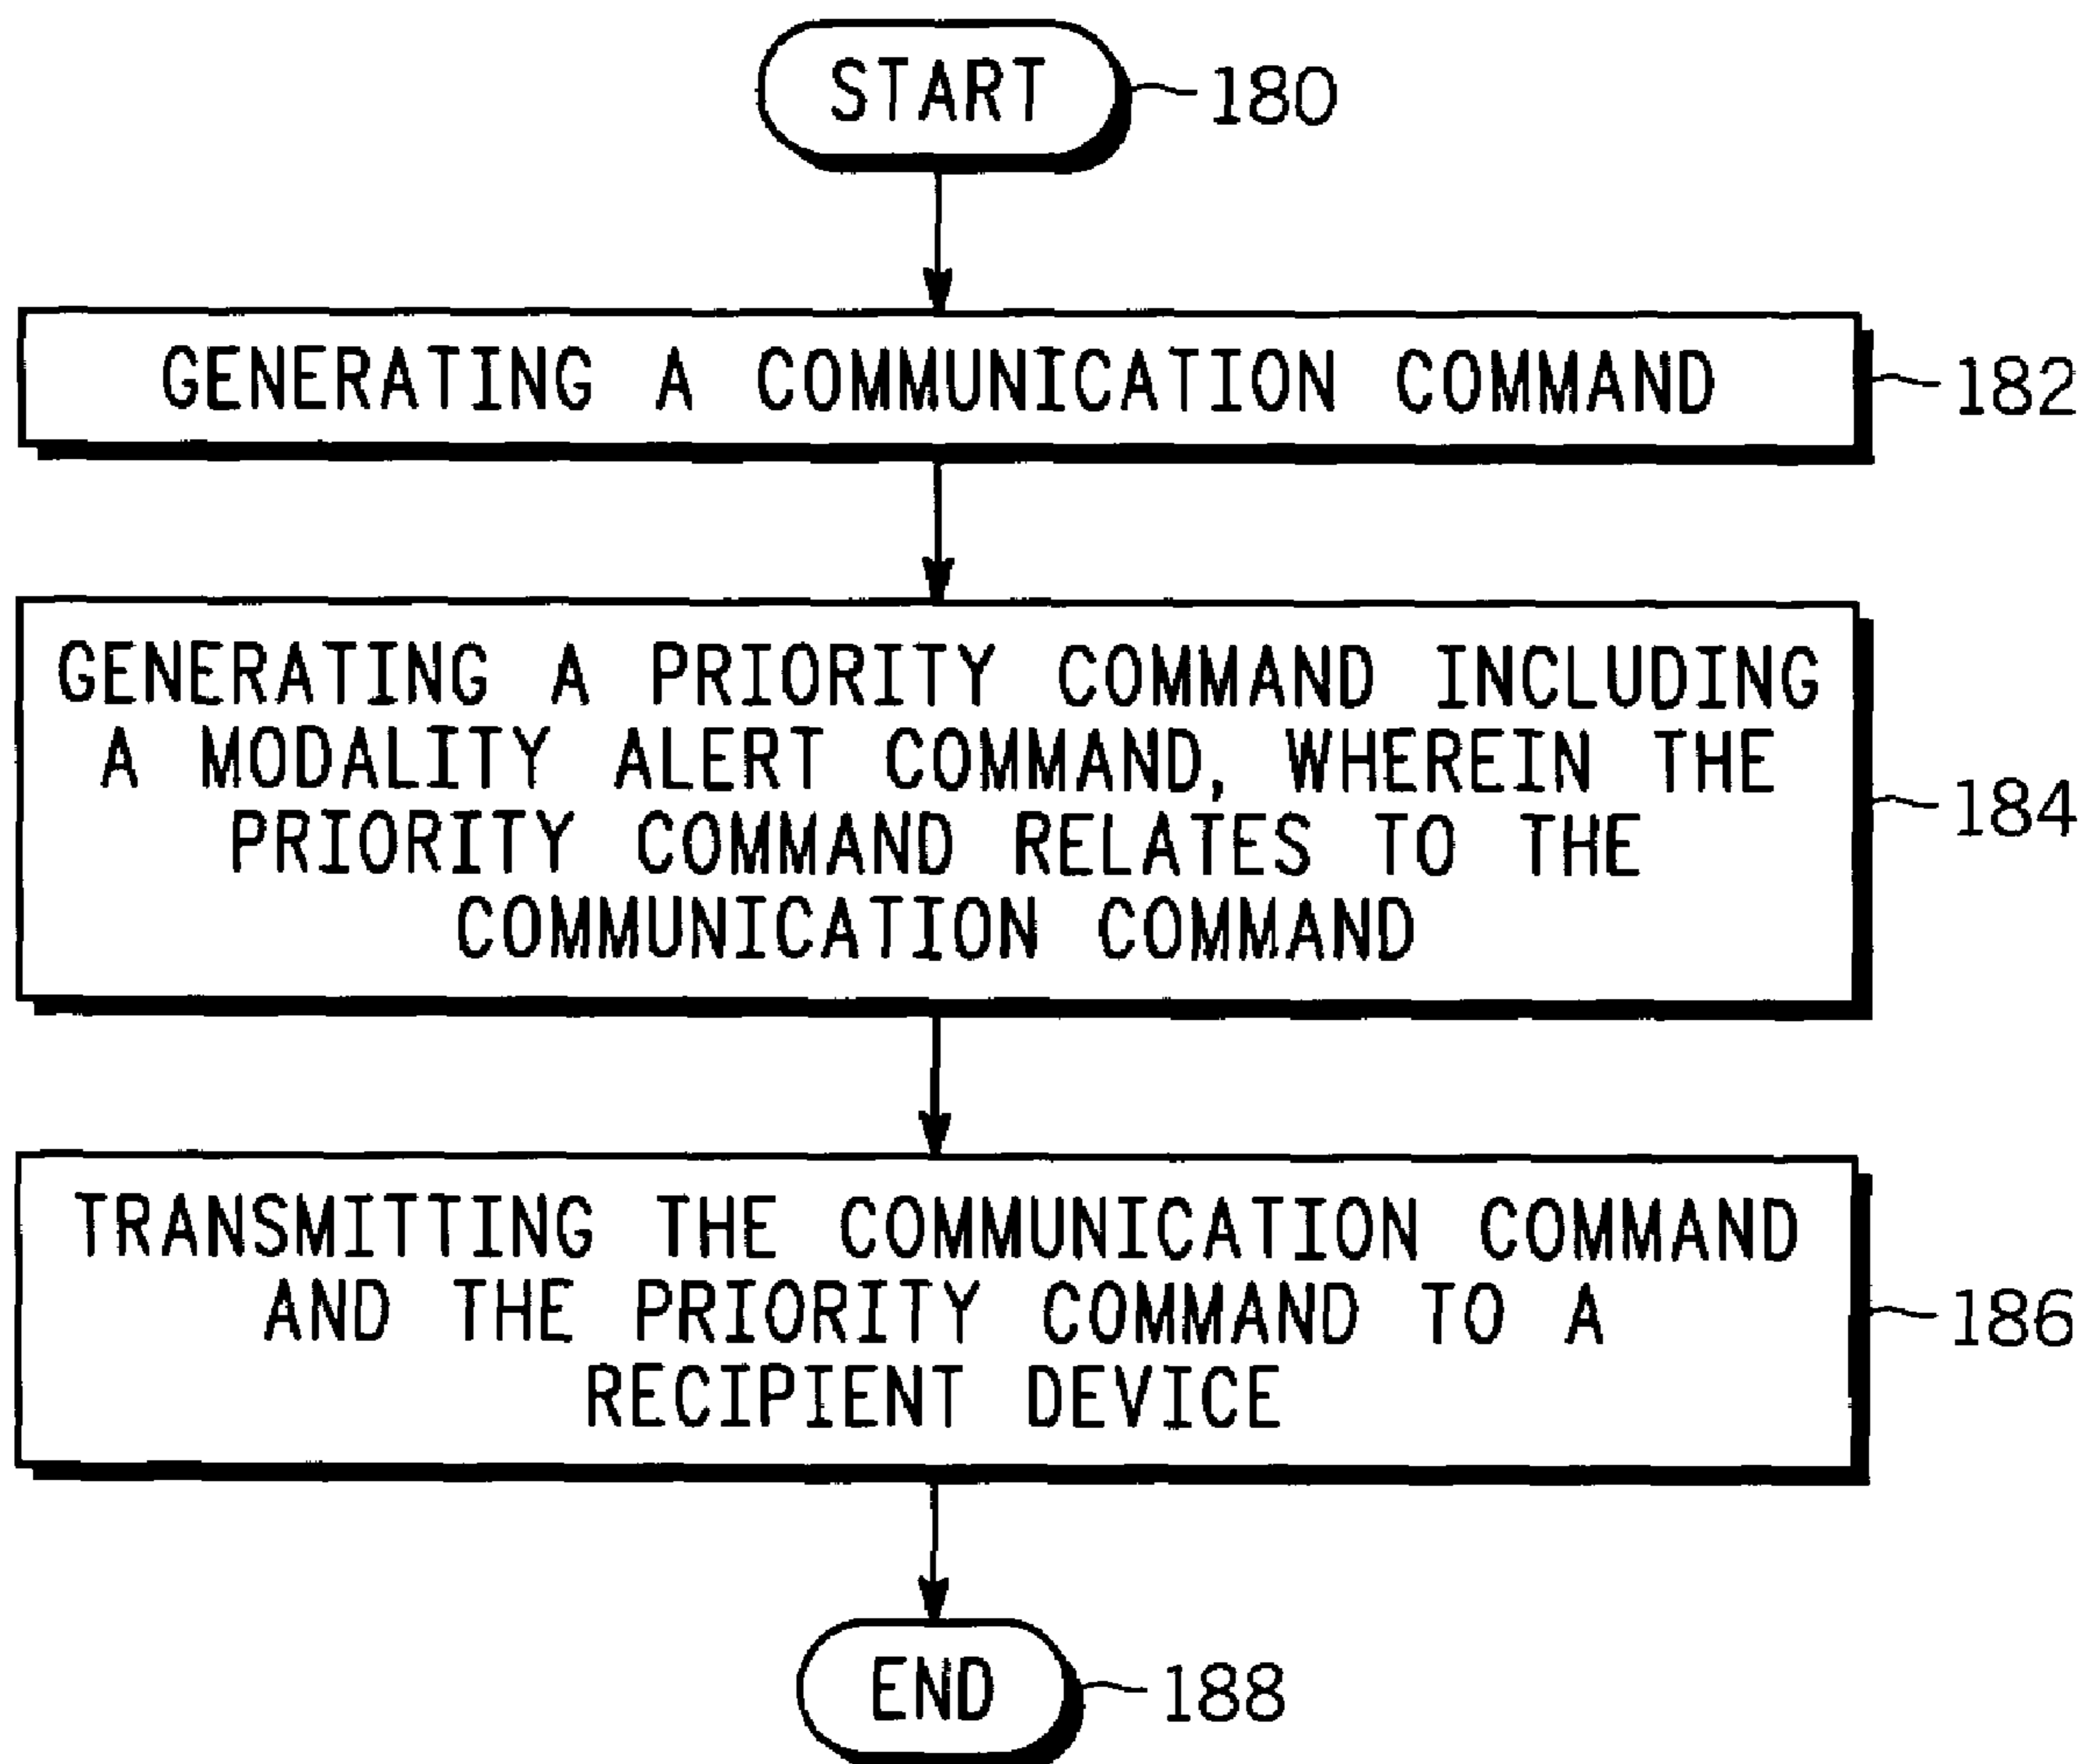 START
180
GENERATING A COMMUNICATION COMMAND
182
GENERATING A PRIORITY COMMAND INCLUDING
A MODALITY ALERT COMMAND, WHEREIN THE
PRIORITY COMMAND RELATES TO THE
COMMUNICATION COMMAND
184
TRANSMITTING THE COMMUNICATION COMMAND
AND THE PRIORITY COMMAND TO A
RECIPIENT DEVICE
186
END
188